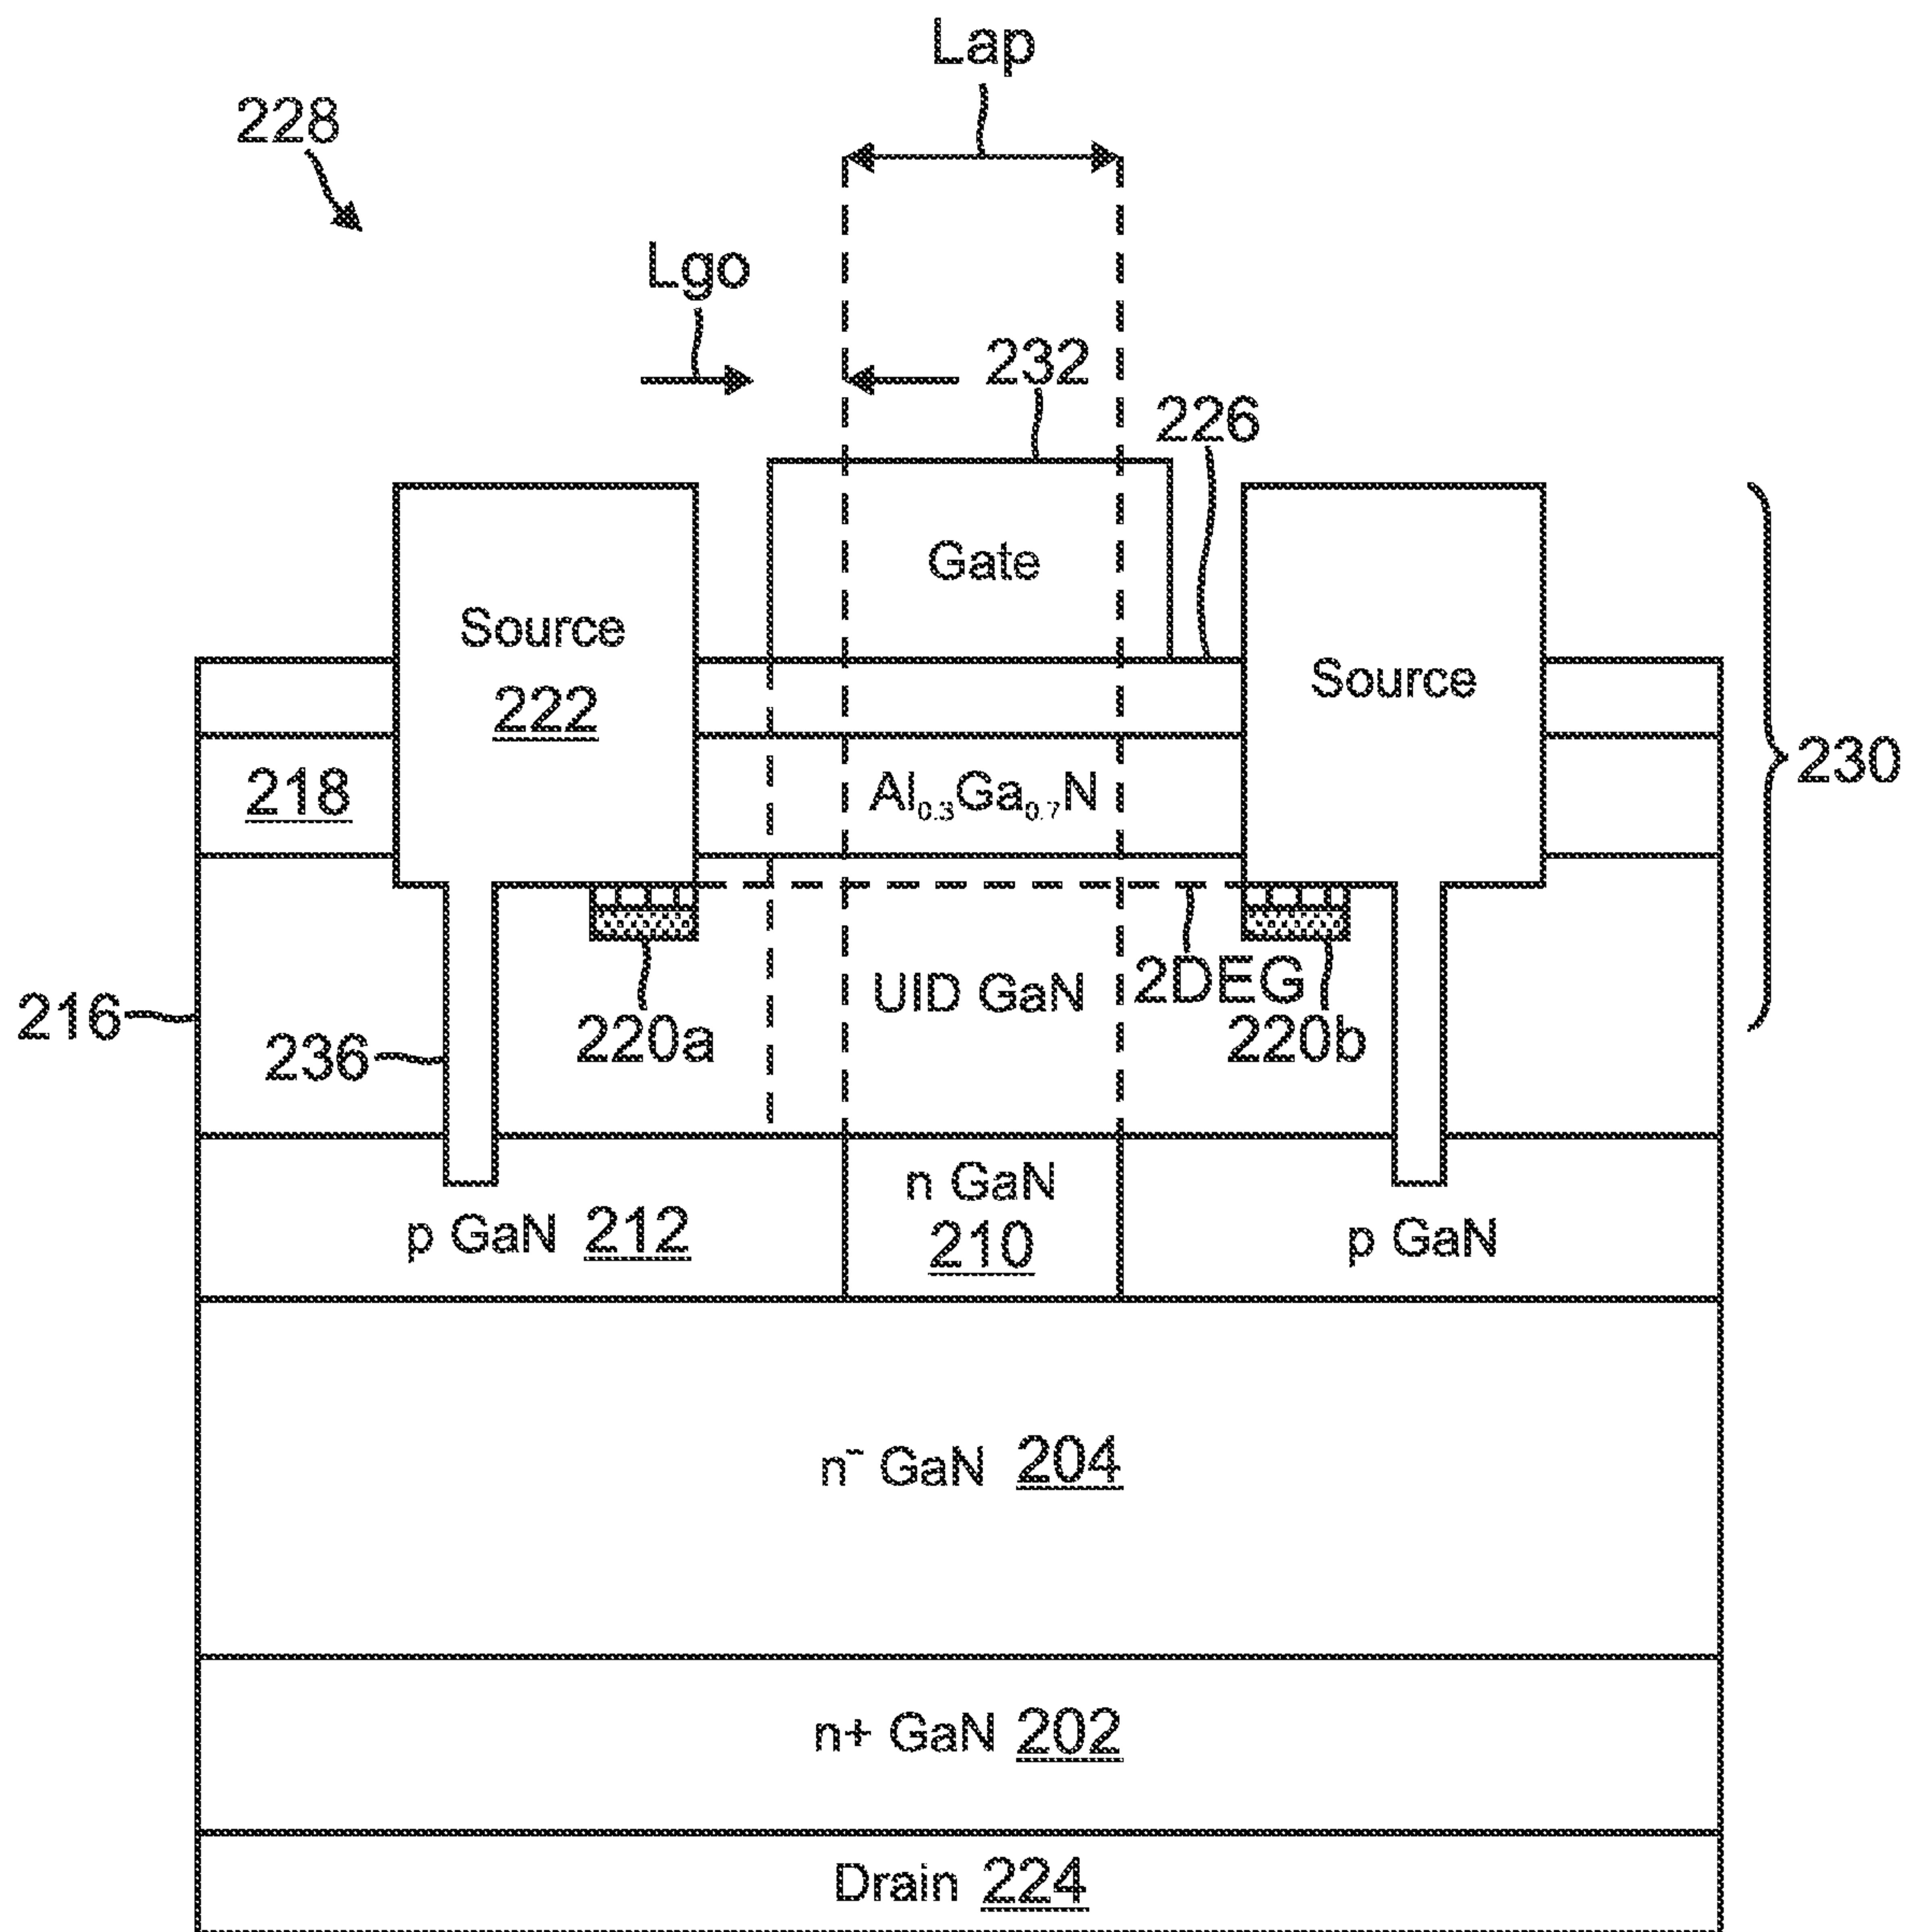 Lap
228
Lgo
232
226
Gate
Source
222
Source
230
218
Al0.3Ga0.7N
2DEG
UID GaN
216
236
220a
220b
n GaN
210
p GaN 212
p GaN
n- GaN 204
n+ GaN 202
Drain 224